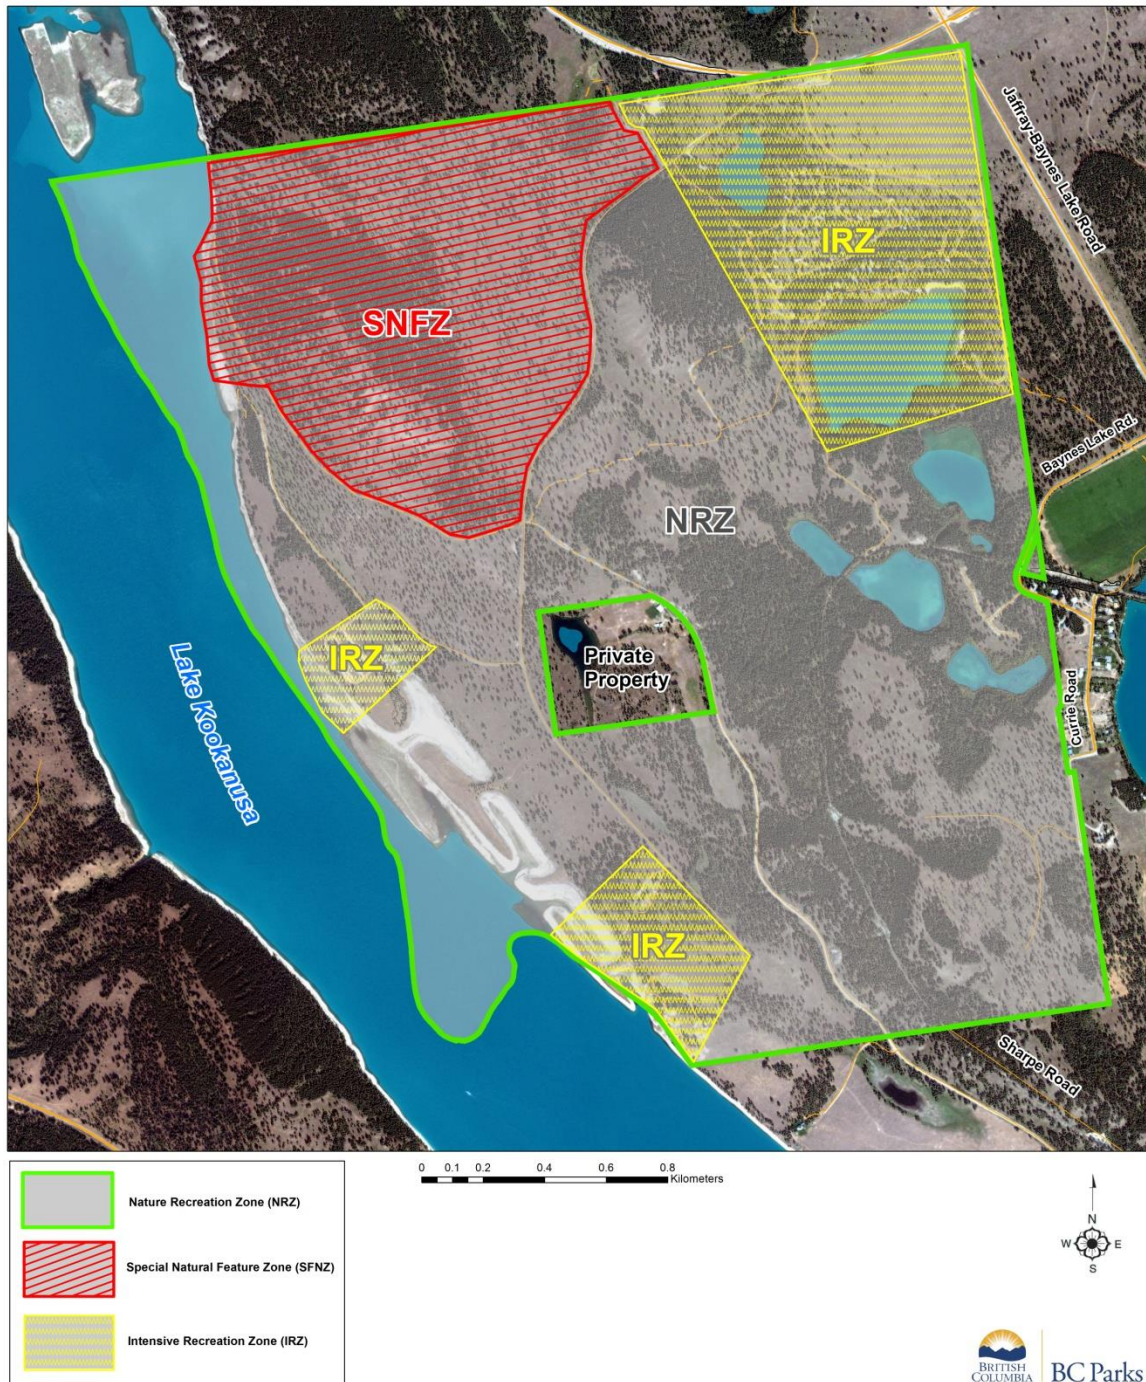 Jaffray-Baynes Lake Road
IRZ
SNFZ
Baynes Lake Rd.
NRZ
IRZ
Private
Property
Lake Kookanusa
Currie Road
IRZ
Sharpe Road
0 0.1 0.2 0.4 0.6 0.8
Kilometers
Nature Recreation Zone (NRZ)
Special Natural Feature Zone (SFNZ)
Intensive Recreation Zone (IRZ)
N
W E
S
BRITISH
COLUMBIA
BC Parks